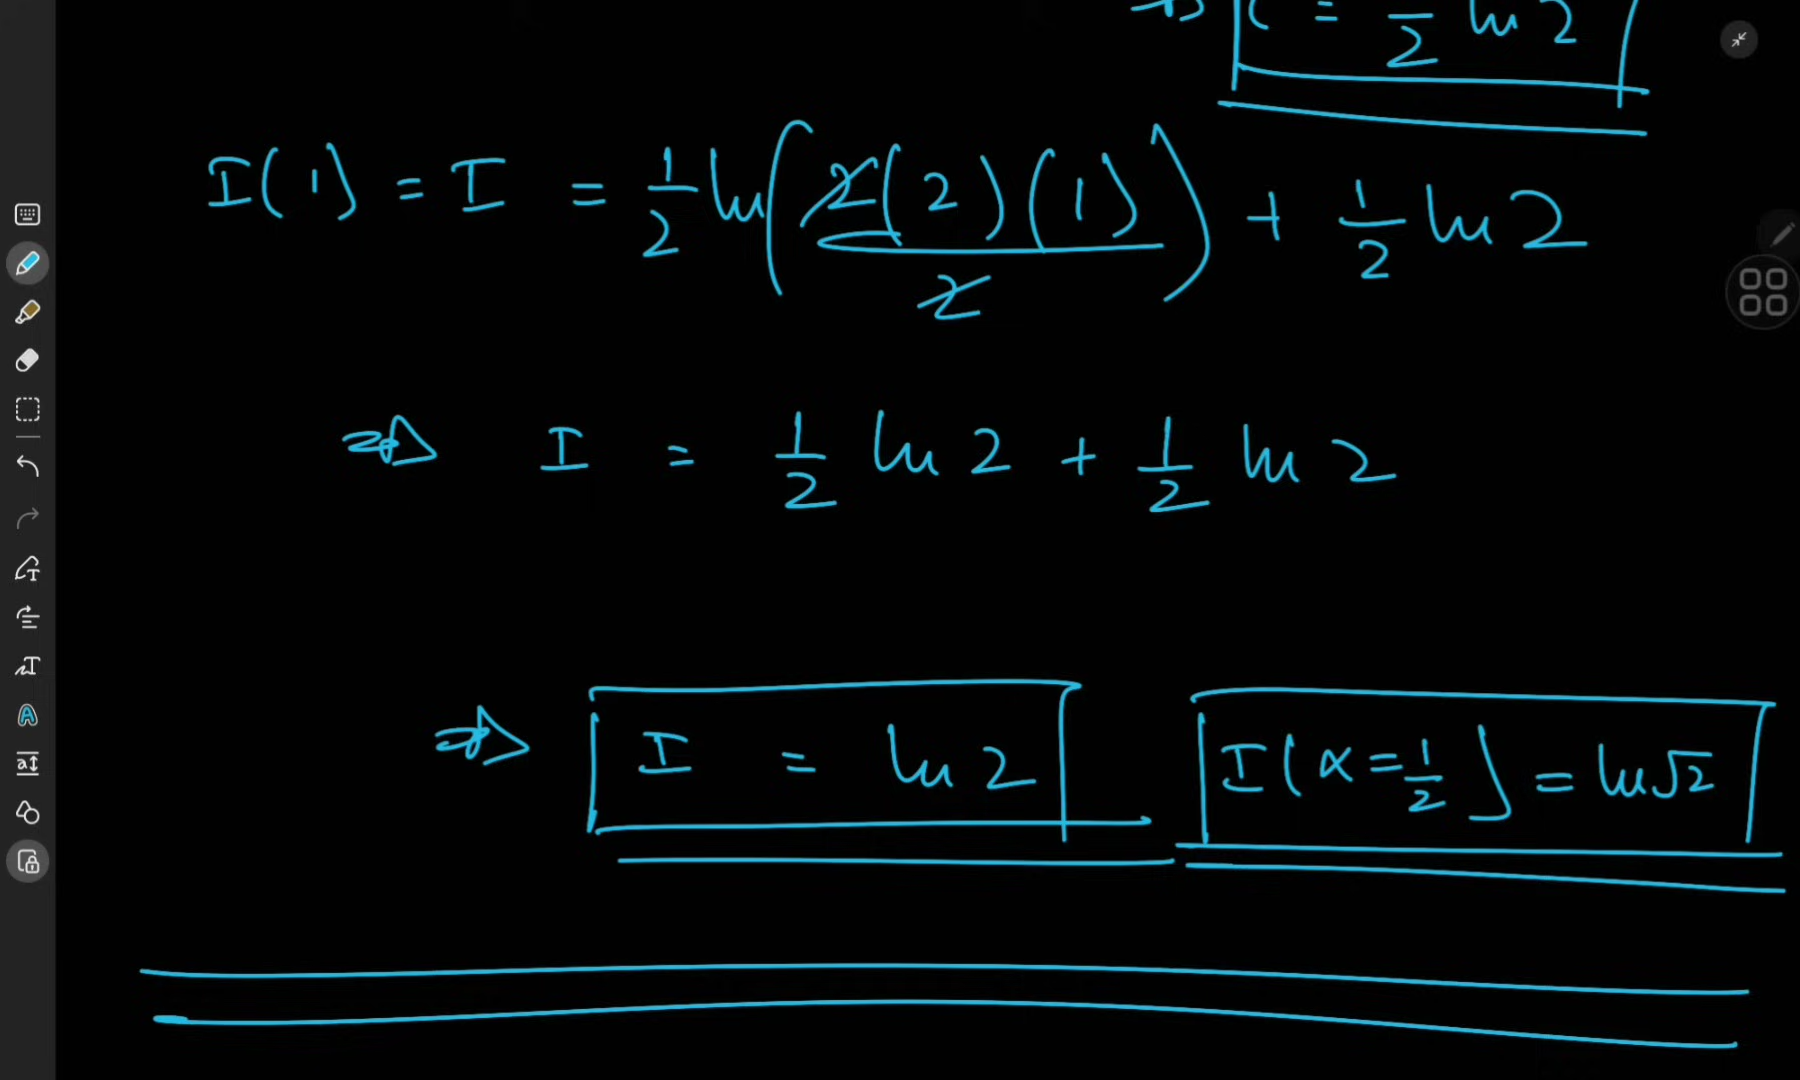 = 1/2 ln 2
I(1) = I = 1/2 ln(2(2)(1)/2) + 1/2 ln 2
⇒ I = 1/2 ln 2 + 1/2 ln 2
⇒ I = ln 2
I(α = 1/2) = ln √2